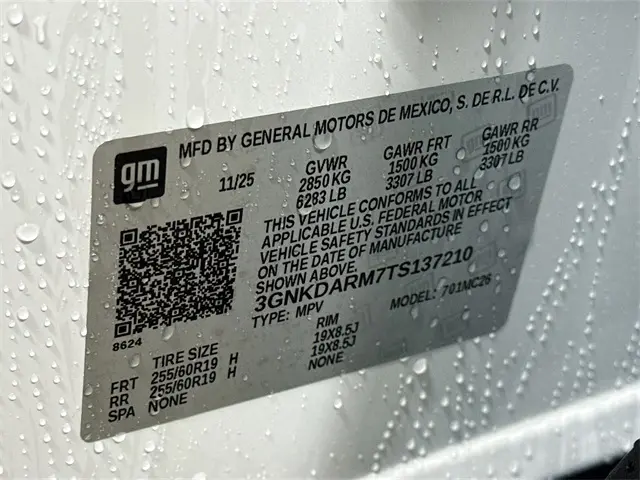 gm
MFD BY GENERAL MOTORS DE MEXICO, S. DE R.L. DE C.V.
11/25 GVWR GAWR FRT GAWR RR
2850 KG 1500 KG 1500 KG
6283 LB 3307 LB 3307 LB
THIS VEHICLE CONFORMS TO ALL
APPLICABLE U.S. FEDERAL MOTOR
VEHICLE SAFETY STANDARDS IN EFFECT
ON THE DATE OF MANUFACTURE
SHOWN ABOVE.
3GNKDARM7TS137210
TYPE: MPV MODEL: 701MC26
8624
TIRE SIZE RIM
FRT 255/60R19 H 19X8.5J
RR 255/60R19 H 19X8.5J
SPA NONE NONE